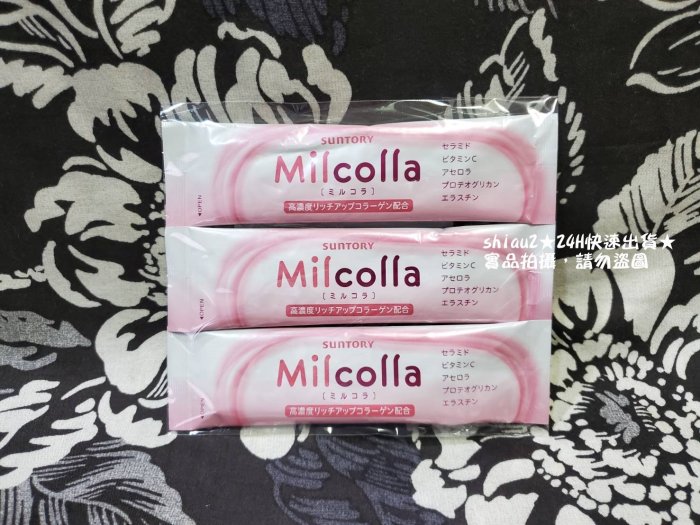 SUNTORY
Milcolla
[ミルコラ]
高濃度リッチアップコラーゲン配合
セラミド
ビタミンC
アセロラ
プロテオグリカン
エラスチン
◁OPEN
SUNTORY
Milcolla
[ミルコラ]
高濃度リッチアップコラーゲン配合
セラミド
ビタミンC
アセロラ
プロテオグリカン
エラスチン
◁OPEN
shiau2★24H快速出貨★
實品拍攝，請勿盜圖
SUNTORY
Milcolla
[ミルコラ]
高濃度リッチアップコラーゲン配合
セラミド
ビタミンC
アセロラ
プロテオグリカン
エラスチン
◁OPEN